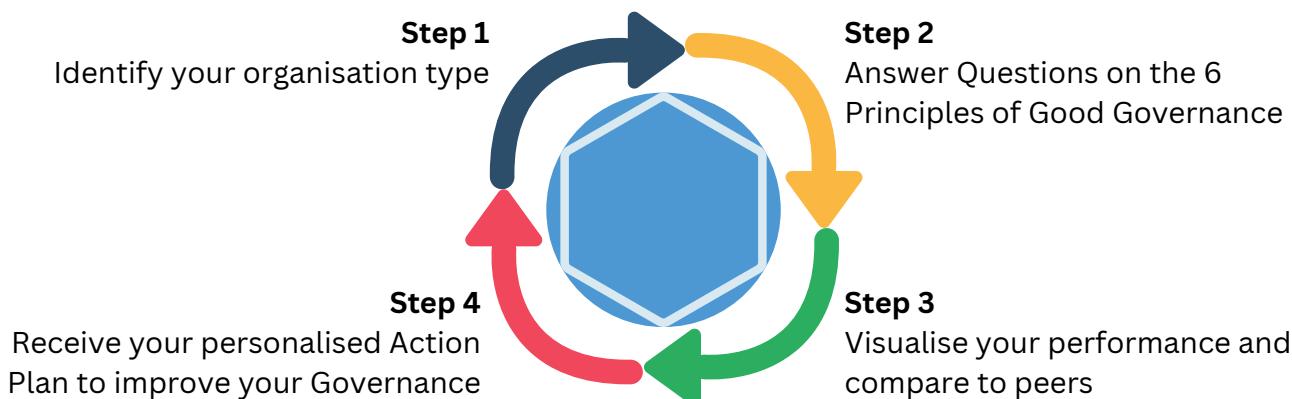 Step 1
Identify your organisation type
Step 2
Answer Questions on the 6
Principles of Good Governance
Step 3
Visualise your performance and
compare to peers
Step 4
Receive your personalised Action
Plan to improve your Governance